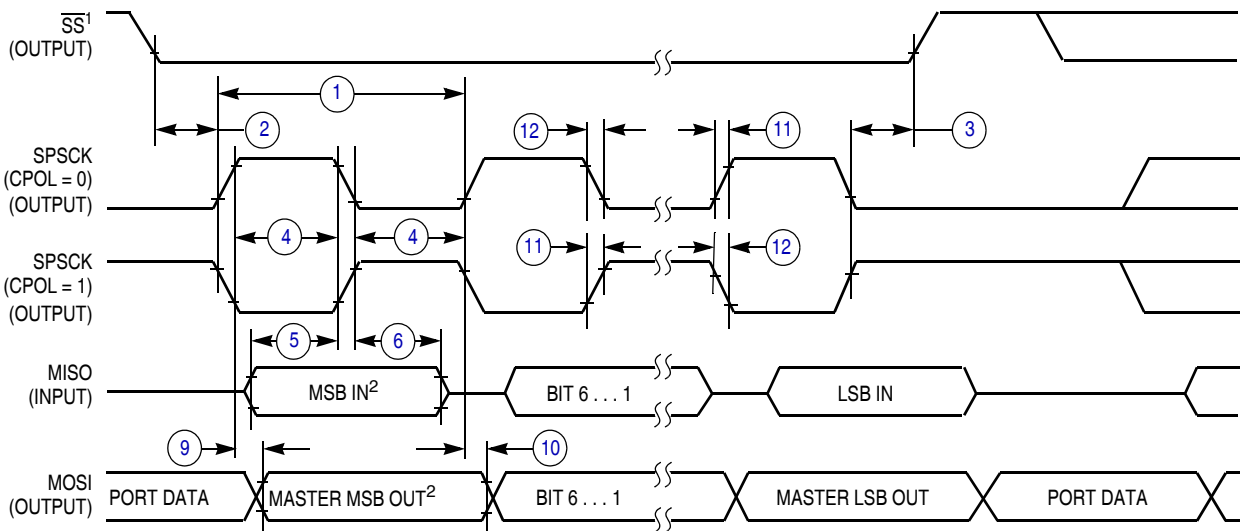 SS¹
(OUTPUT)
1
2
12
11
3
SPSCK
(CPOL = 0)
(OUTPUT)
4
4
11
12
SPSCK
(CPOL = 1)
(OUTPUT)
5
6
MISO
(INPUT)
MSB IN²
BIT 6 . . . 1
LSB IN
9
10
MOSI
(OUTPUT)
PORT DATA
MASTER MSB OUT²
BIT 6 . . . 1
MASTER LSB OUT
PORT DATA